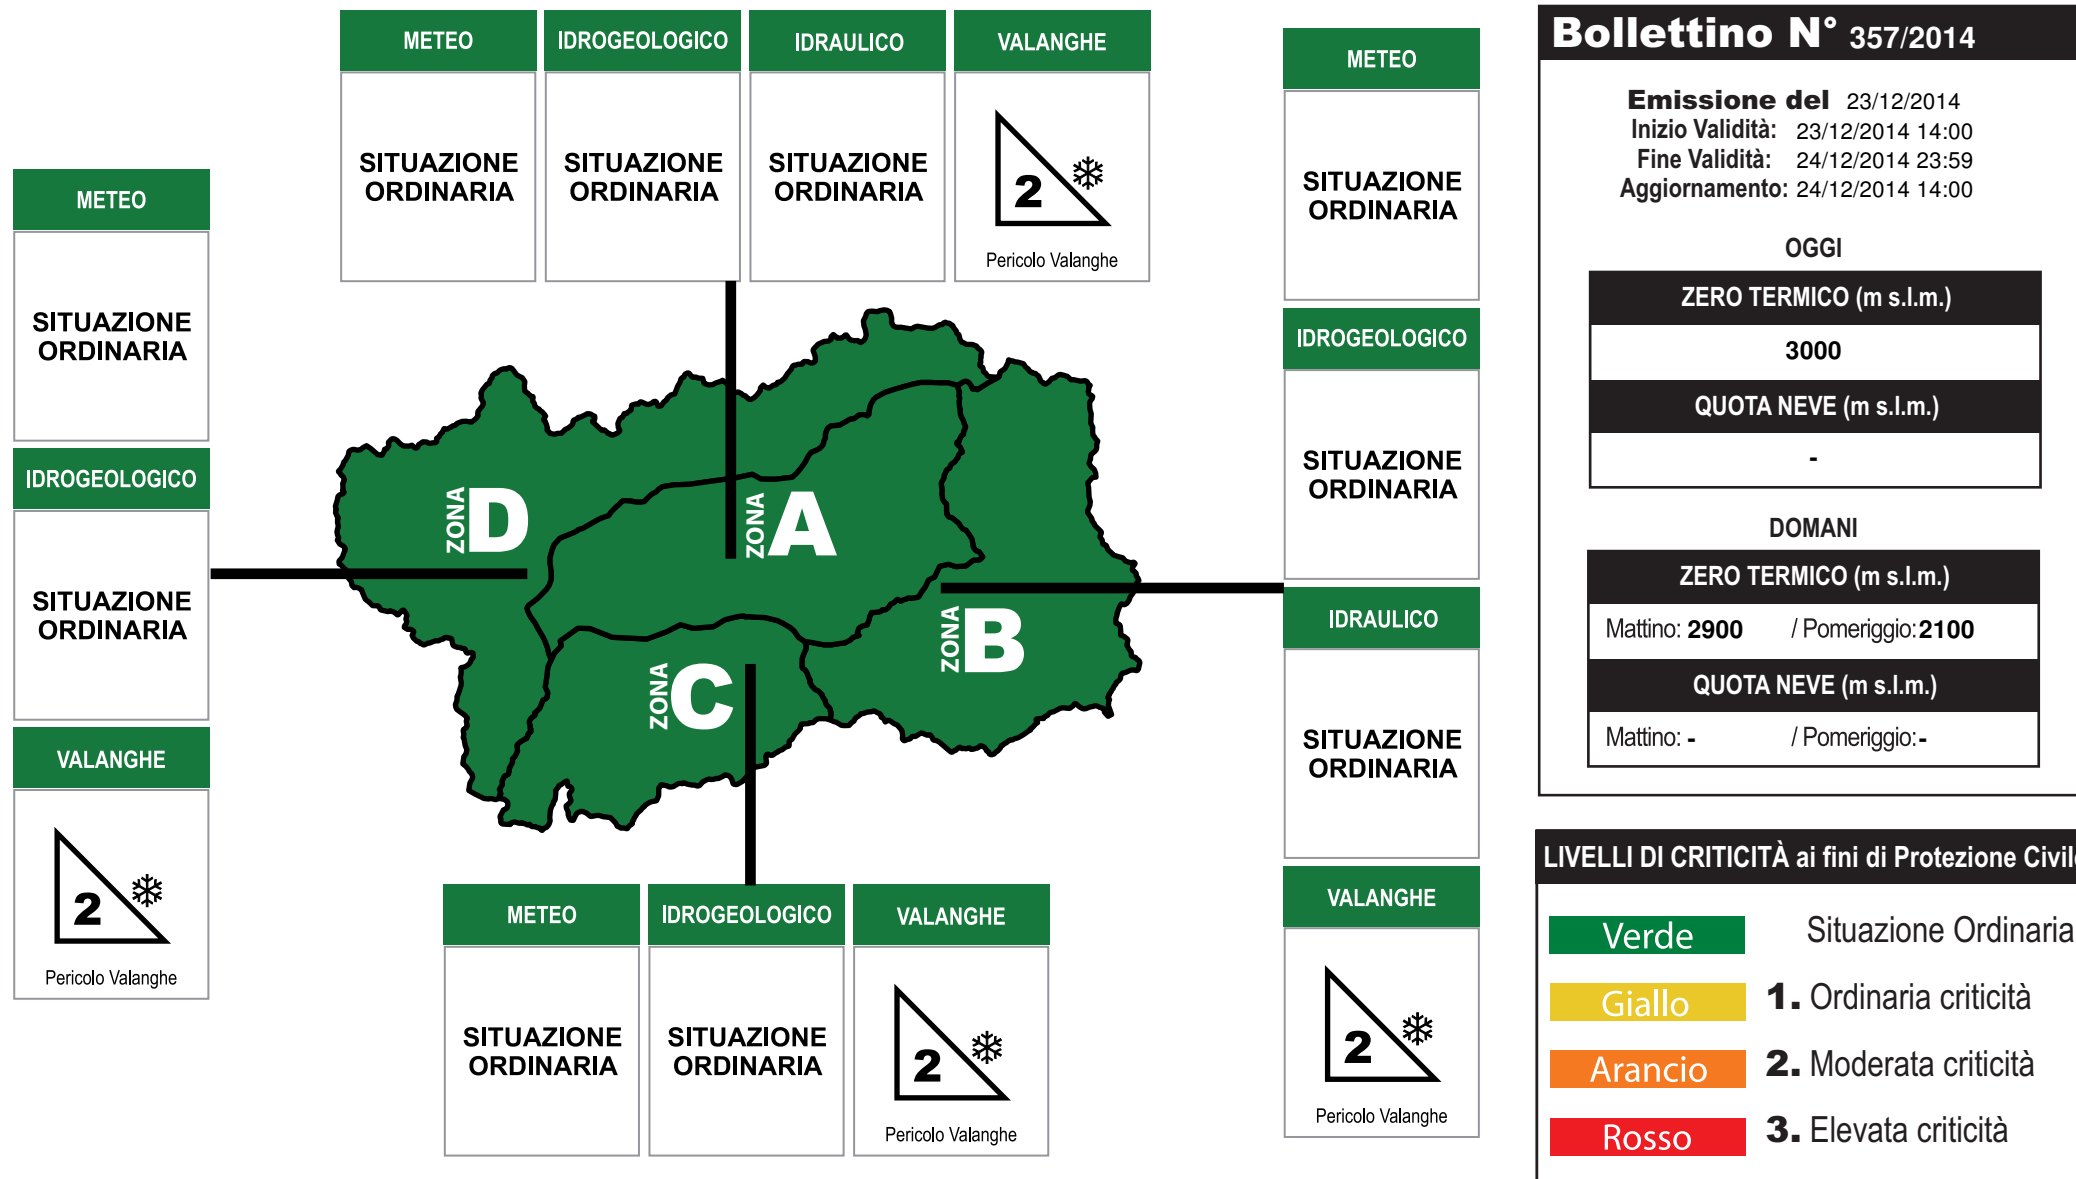 METEO
IDROGEOLOGICO
IDRAULICO
VALANGHE
SITUAZIONE
ORDINARIA
SITUAZIONE
ORDINARIA
SITUAZIONE
ORDINARIA
2
Pericolo Valanghe
METEO
SITUAZIONE
ORDINARIA
IDROGEOLOGICO
SITUAZIONE
ORDINARIA
VALANGHE
2
Pericolo Valanghe
ZONA D
ZONA A
ZONA B
ZONA C
METEO
IDROGEOLOGICO
VALANGHE
SITUAZIONE
ORDINARIA
SITUAZIONE
ORDINARIA
2
Pericolo Valanghe
METEO
SITUAZIONE
ORDINARIA
IDROGEOLOGICO
SITUAZIONE
ORDINARIA
IDRAULICO
SITUAZIONE
ORDINARIA
VALANGHE
2
Pericolo Valanghe
Bollettino N° 357/2014
Emissione del 23/12/2014
Inizio Validità: 23/12/2014 14:00
Fine Validità: 24/12/2014 23:59
Aggiornamento: 24/12/2014 14:00
OGGI
ZERO TERMICO (m s.l.m.)
3000
QUOTA NEVE (m s.l.m.)
-
DOMANI
ZERO TERMICO (m s.l.m.)
Mattino: 2900 / Pomeriggio: 2100
QUOTA NEVE (m s.l.m.)
Mattino: - / Pomeriggio: -
LIVELLI DI CRITICITÀ ai fini di Protezione Civile
Verde Situazione Ordinaria
Giallo 1. Ordinaria criticità
Arancio 2. Moderata criticità
Rosso 3. Elevata criticità